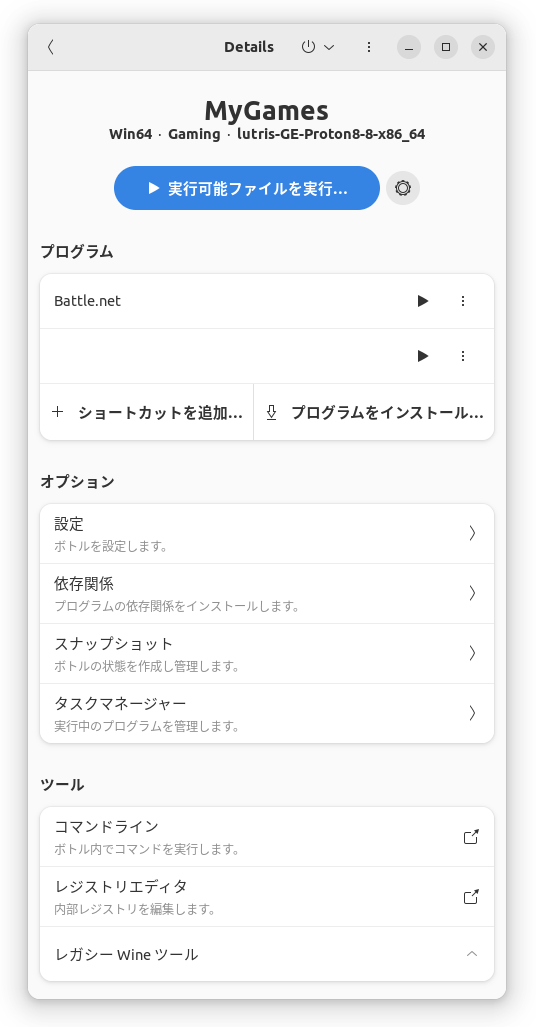 Details
MyGames
Win64 · Gaming · lutris-GE-Proton8-8-x86_64
実行可能ファイルを実行...
プログラム
Battle.net
ショートカットを追加... プログラムをインストール...
オプション
設定
ボトルを設定します。
依存関係
プログラムの依存関係をインストールします。
スナップショット
ボトルの状態を作成し管理します。
タスクマネージャー
実行中のプログラムを管理します。
ツール
コマンドライン
ボトル内でコマンドを実行します。
レジストリエディタ
内部レジストリを編集します。
レガシー Wine ツール